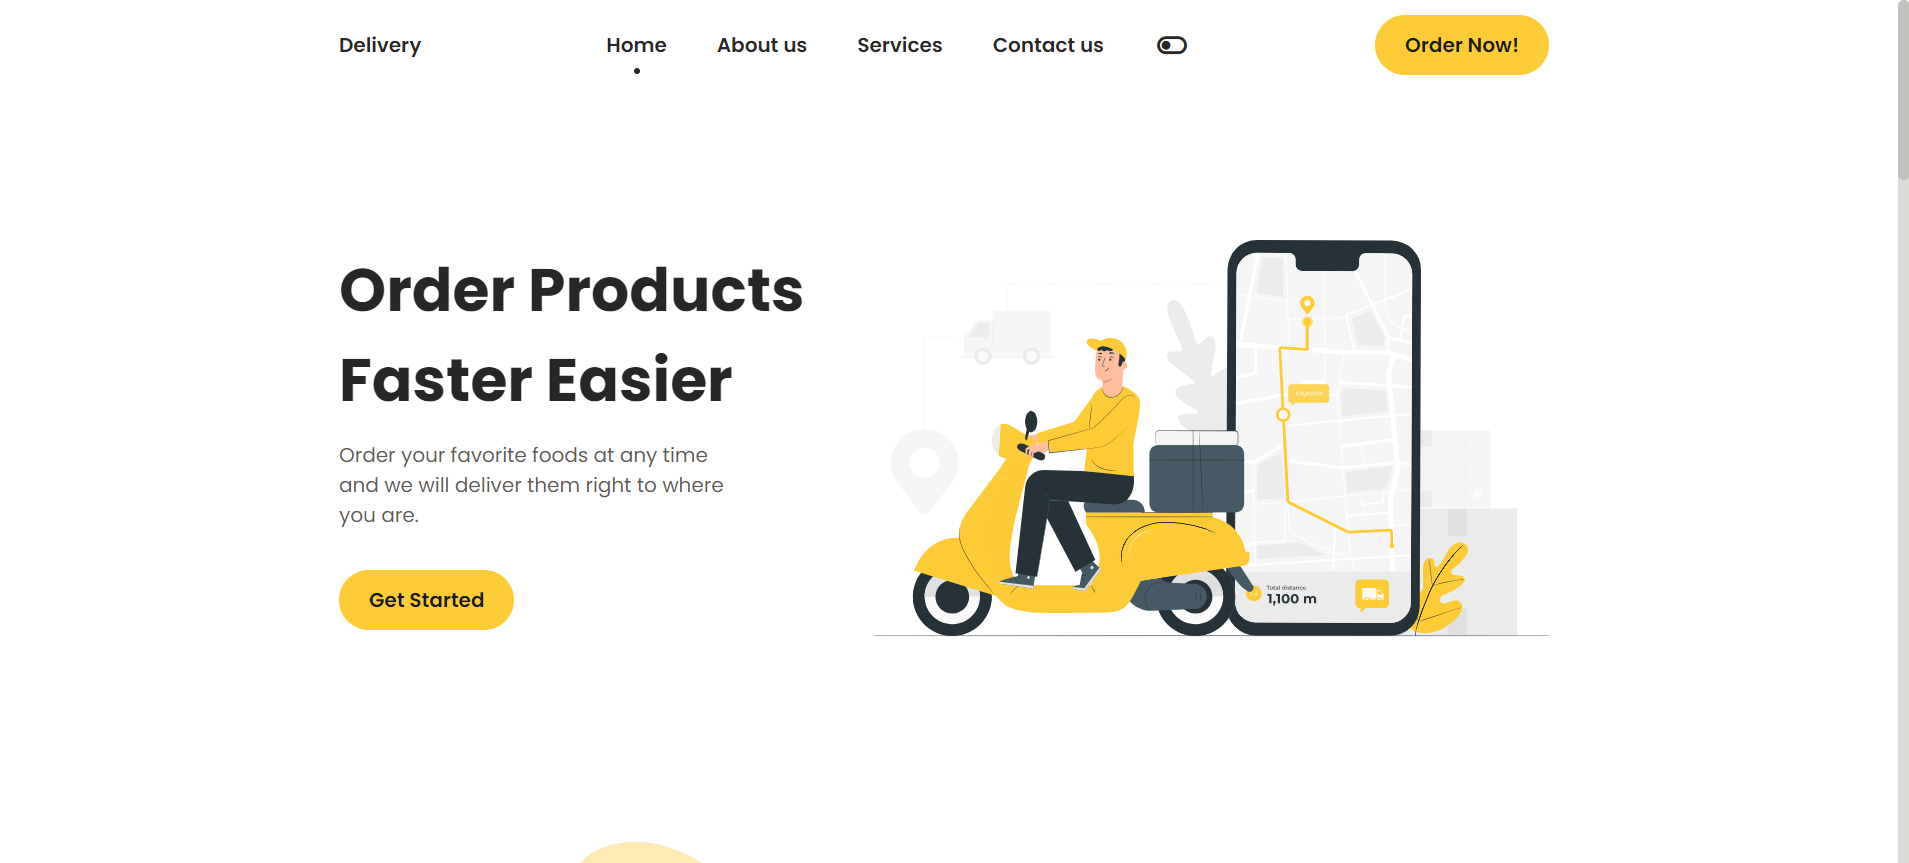 Delivery
Home
About us
Services
Contact us
Order Now!
Order Products
Faster Easier
Order your favorite foods at any time
and we will deliver them right to where
you are.
Get Started
Total distance
1,100 m